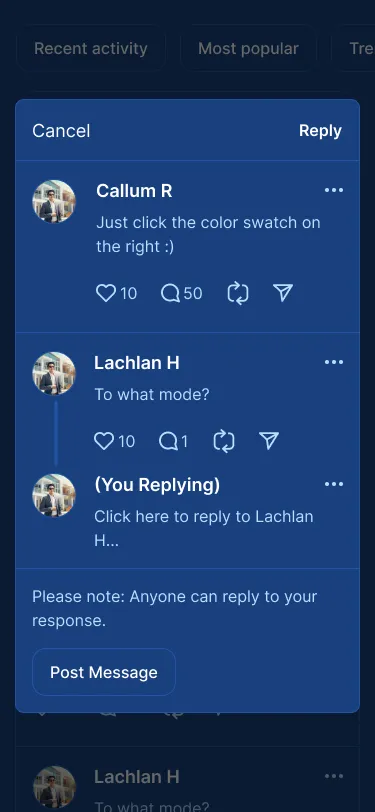 Recent activity
Most popular
Tre
Cancel
Reply
Callum R
Just click the color swatch on
the right :)
10
50
Lachlan H
To what mode?
10
1
(You Replying)
Click here to reply to Lachlan
H...
Please note: Anyone can reply to your
response.
Post Message
Lachlan H
To what mode?